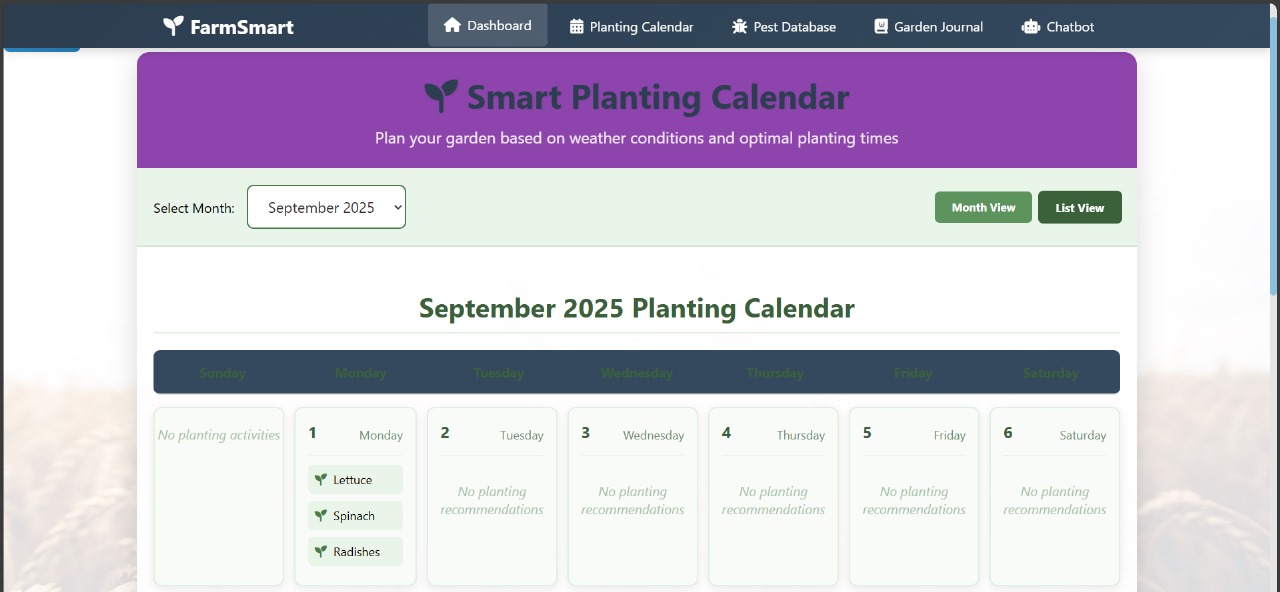 FarmSmart
Dashboard
Planting Calendar
Pest Database
Garden Journal
Chatbot
Smart Planting Calendar
Plan your garden based on weather conditions and optimal planting times
Select Month:
September 2025
Month View
List View
September 2025 Planting Calendar
Sunday Monday Tuesday Wednesday Thursday Friday Saturday
No planting activities
1 Monday
Lettuce
Spinach
Radishes
2 Tuesday
No planting
recommendations
3 Wednesday
No planting
recommendations
4 Thursday
No planting
recommendations
5 Friday
No planting
recommendations
6 Saturday
No planting
recommendations